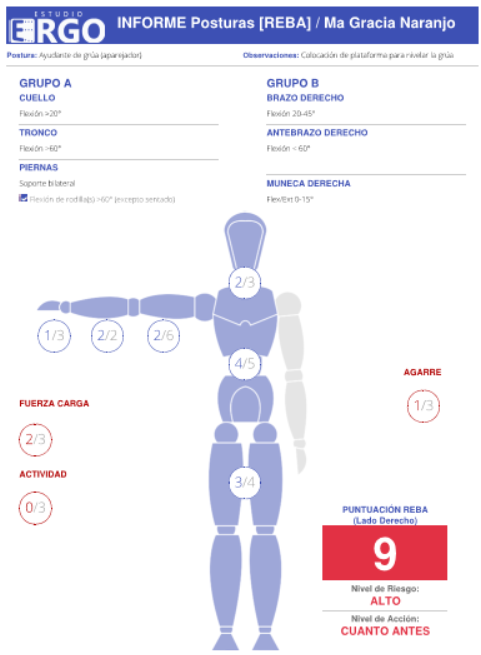 ESTUDIO
ERGO
INFORME Posturas [REBA] / Ma Gracia Naranjo
Postura: Ayudante de grúa (aparejador)
Observaciones: Colocación de plataforma para nivelar la grúa
GRUPO A
CUELLO
Flexión >20°
TRONCO
Flexión >60°
PIERNAS
Soporte bilateral
Flexión de rodilla(s) >60° (excepto sentado)
GRUPO B
BRAZO DERECHO
Flexión 20-45°
ANTEBRAZO DERECHO
Flexión < 60°
MUNECA DERECHA
Flex/Ext 0-15°
2/3
1/3
2/2
2/6
4/5
AGARRE
1/3
FUERZA CARGA
2/3
ACTIVIDAD
0/3
3/4
PUNTUACIÓN REBA
(Lado Derecho)
9
Nivel de Riesgo:
ALTO
Nivel de Acción:
CUANTO ANTES